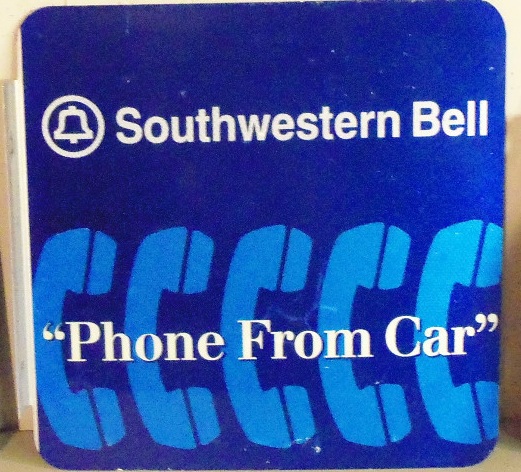 Southwestern Bell
“Phone From Car”